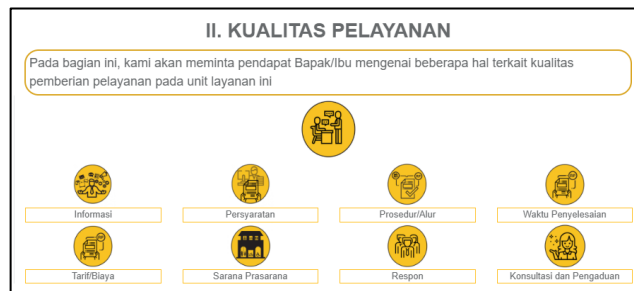 II. KUALITAS PELAYANAN
Pada bagian ini, kami akan meminta pendapat Bapak/Ibu mengenai beberapa hal terkait kualitas
pemberian pelayanan pada unit layanan ini
Informasi
Persyaratan
Prosedur/Alur
Waktu Penyelesaian
Tarif/Biaya
Sarana Prasarana
Respon
Konsultasi dan Pengaduan